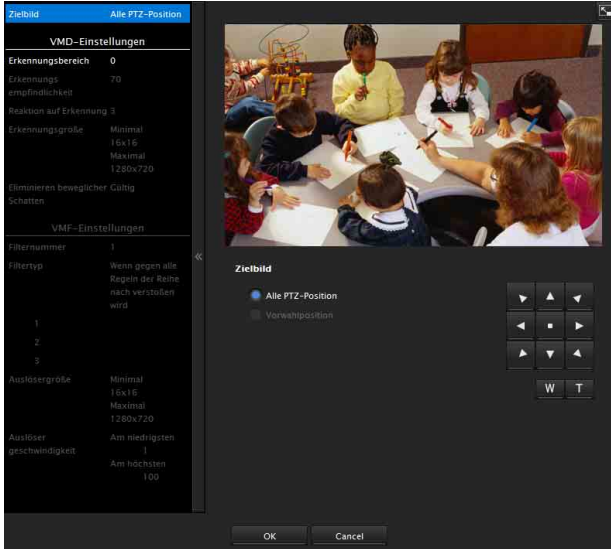 Zielbild Alle PTZ-Position
VMD-Einstellungen
Erkennungsbereich 0
Erkennungs empfindlichkeit 70
Reaktion auf Erkennung 3
Erkennungsgröße Minimal
16x16
Maximal
1280x720
Eliminieren beweglicher Schatten Gültig
VMF-Einstellungen
Filternummer 1
Filtertyp Wenn gegen alle
Regeln der Reihe
nach verstoßen
wird
1
2
3
Auslösergröße Minimal
16x16
Maximal
1280x720
Auslöser geschwindigkeit Am niedrigsten
1
Am höchsten
100
«
Zielbild
Alle PTZ-Position
Vorwahlposition
W T
OK Cancel